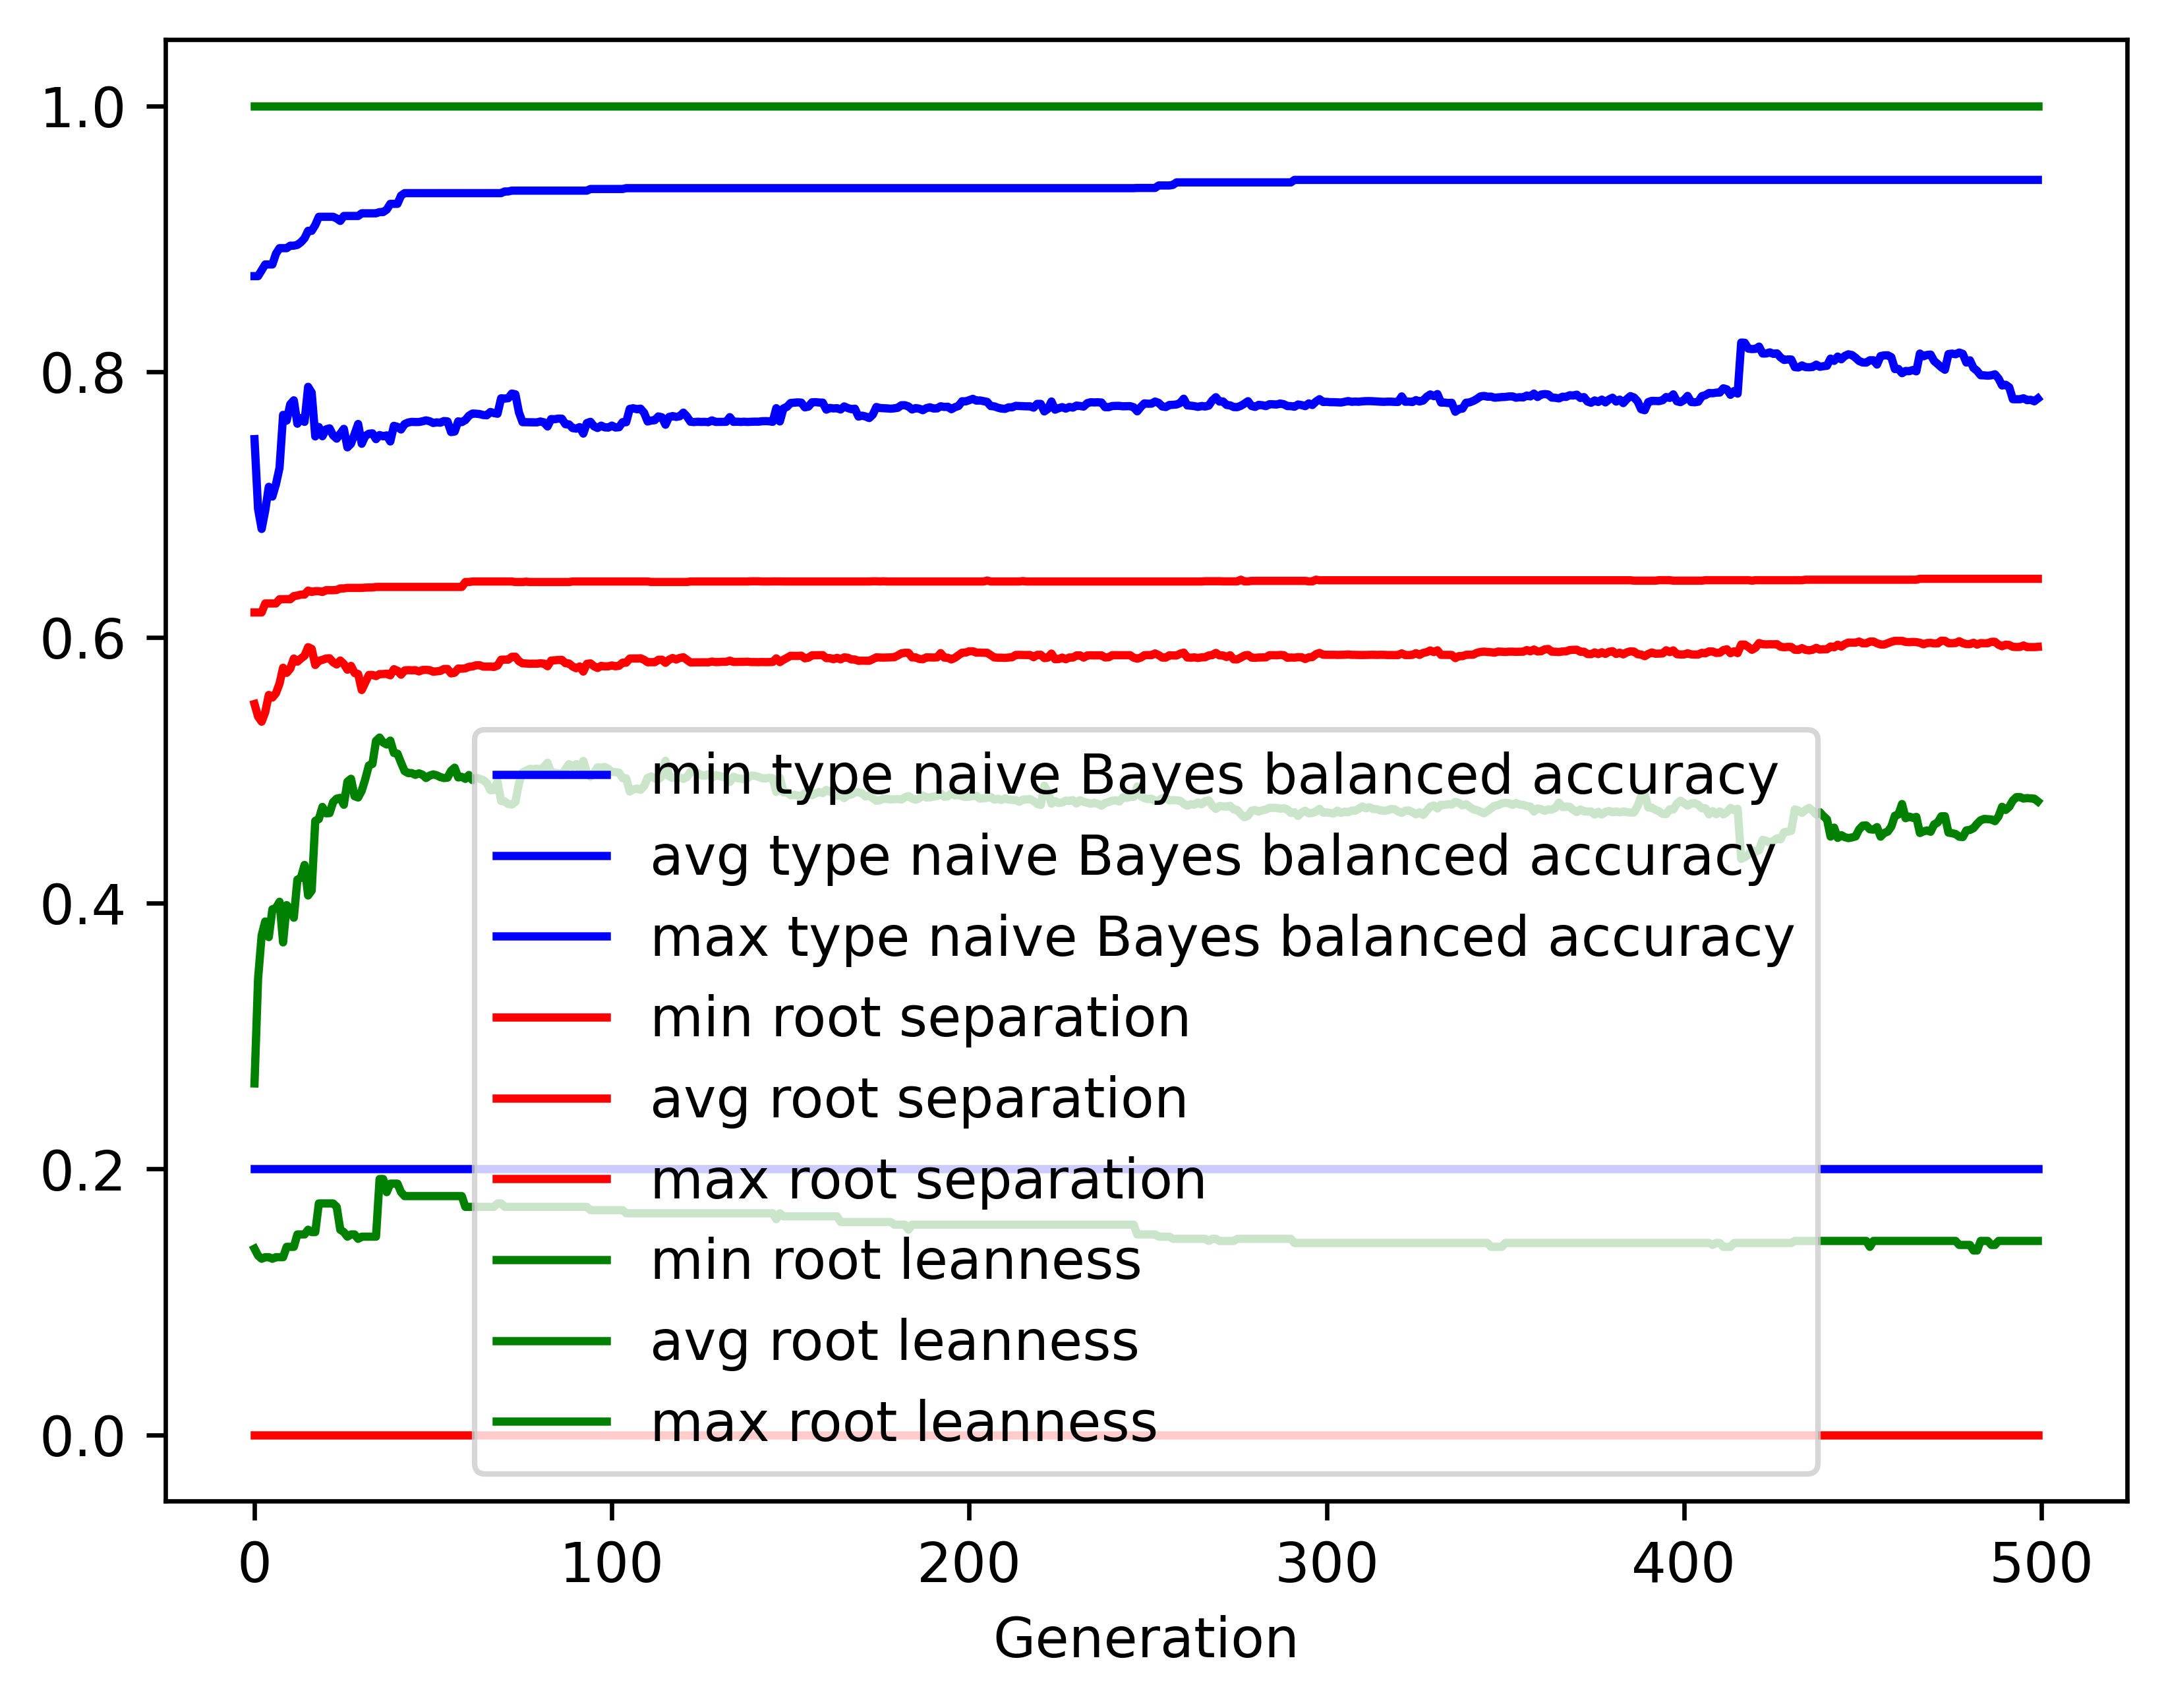 1.0
0.8
0.6
0.4
0.2
0.0
min type naive Bayes balanced accuracy
avg type naive Bayes balanced accuracy
max type naive Bayes balanced accuracy
min root separation
avg root separation
max root separation
min root leanness
avg root leanness
max root leanness
0 100 200 300 400 500
Generation